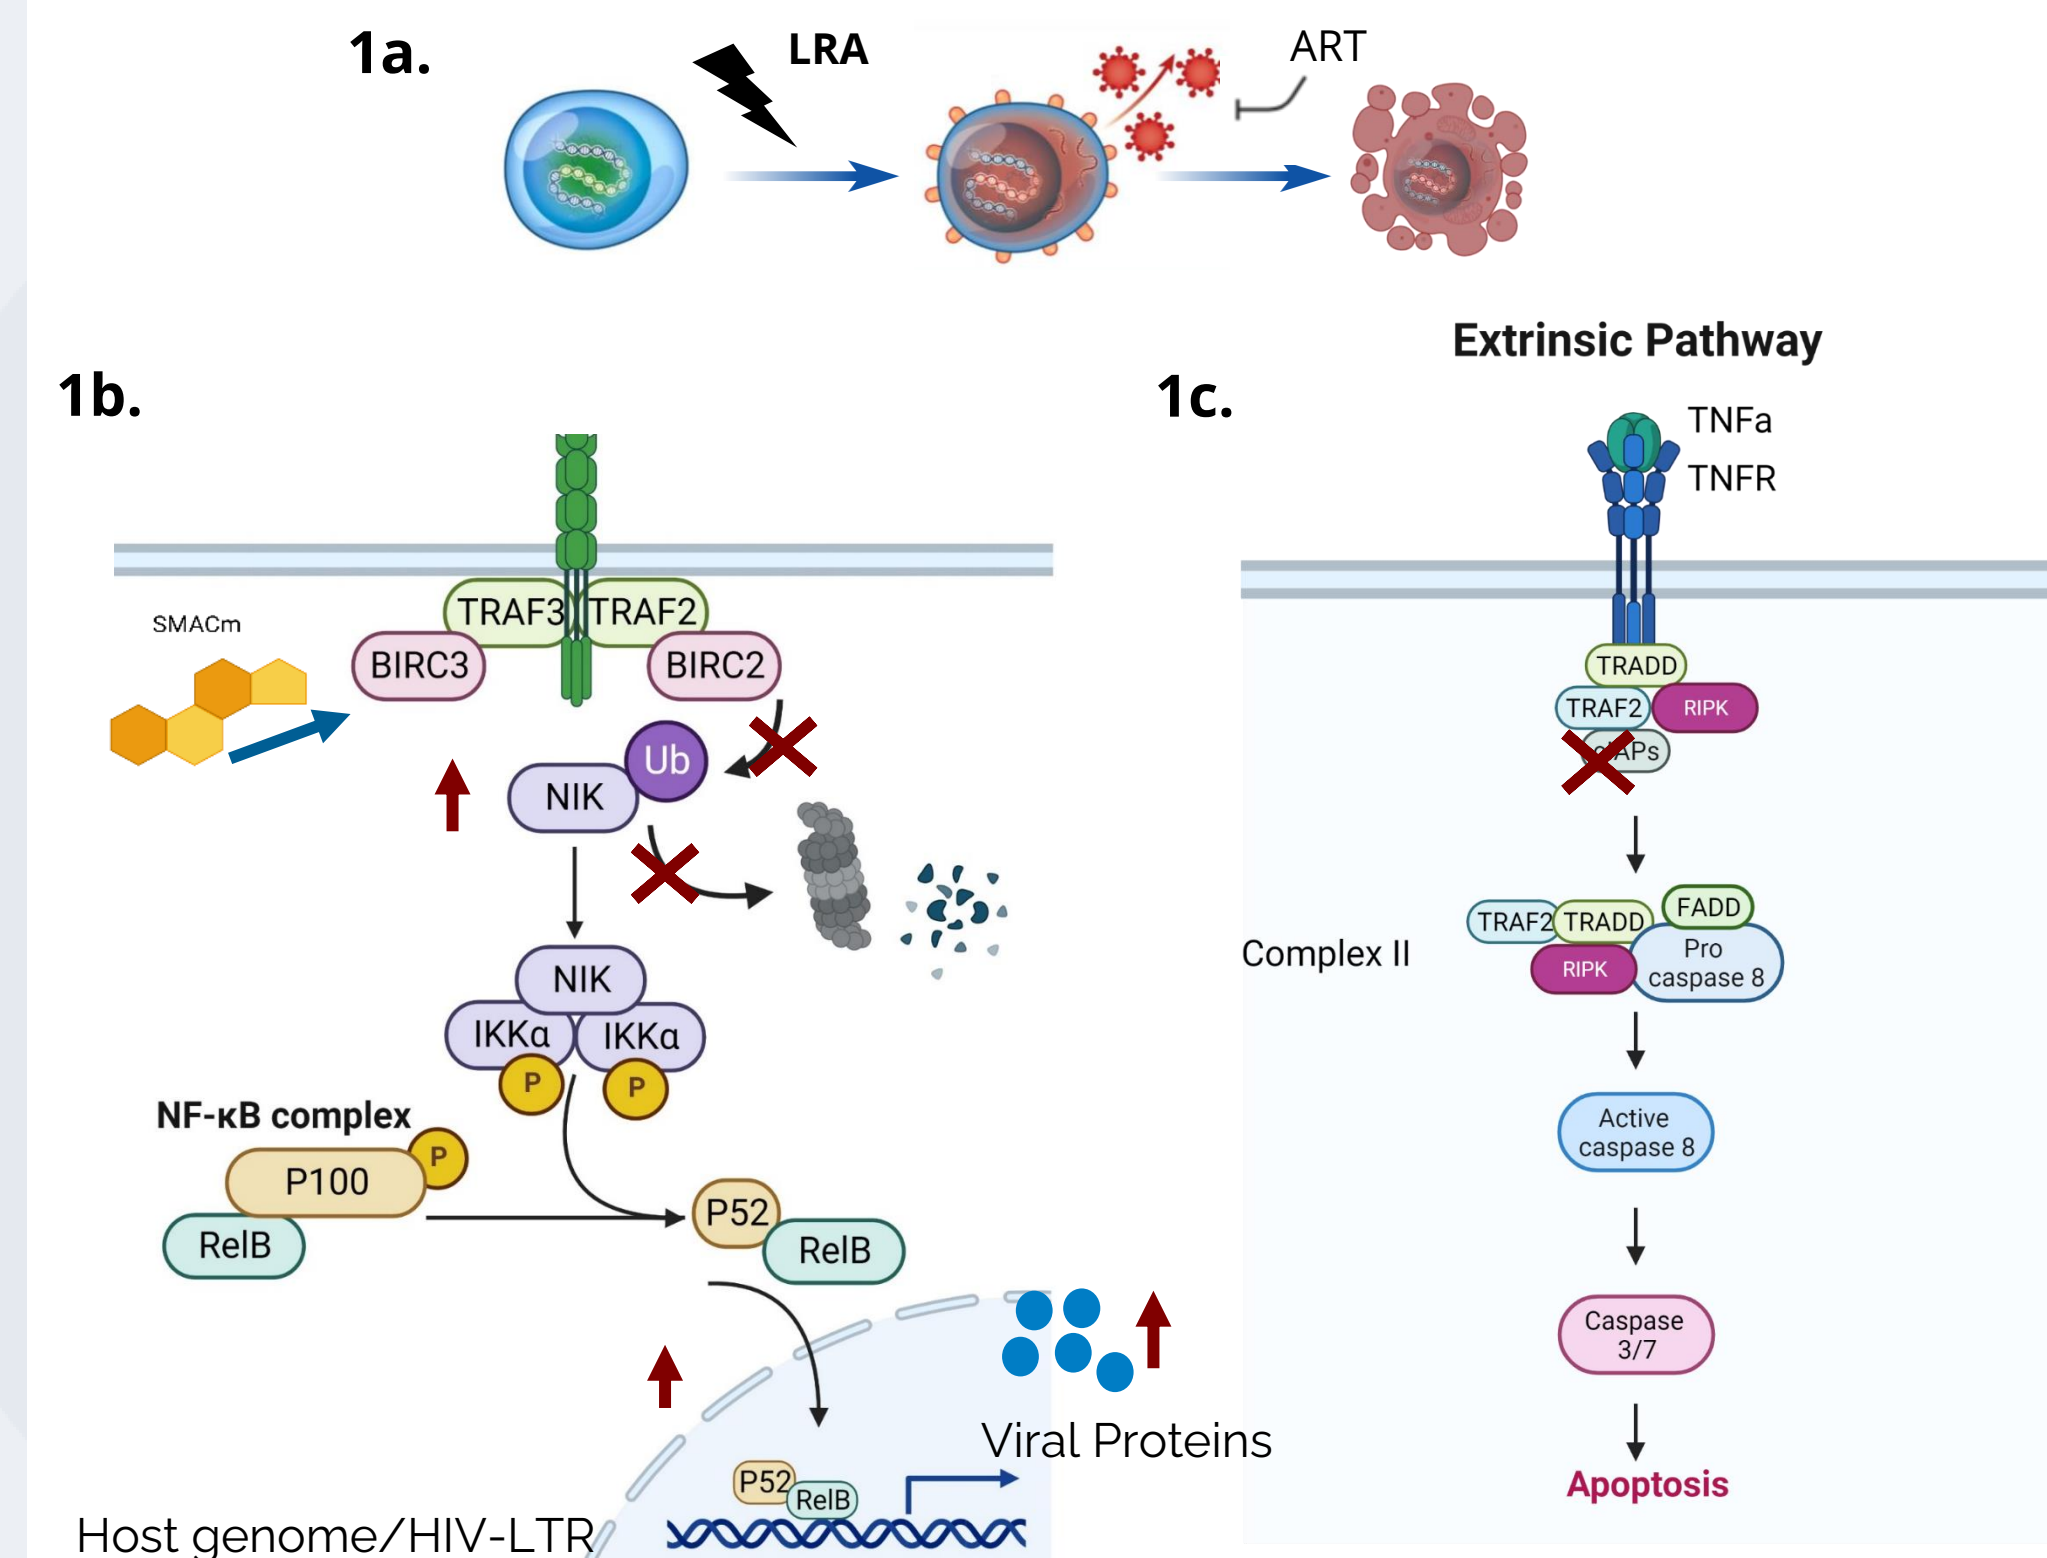 1a.
LRA
ART
Extrinsic Pathway
1b.
1c.
TNFa
TNFR
SMACm
TRAF3
TRAF2
BIRC3
BIRC2
Ub
NIK
NIK
IKKα
IKKα
P
P
NF-κB complex
P
P100
RelB
P52
RelB
Viral Proteins
P52
RelB
Host genome/HIV-LTR
TRADD
TRAF2
RIPK
cIAPs
Complex II
TRAF2
TRADD
FADD
RIPK
Pro
caspase 8
Active
caspase 8
Caspase
3/7
Apoptosis